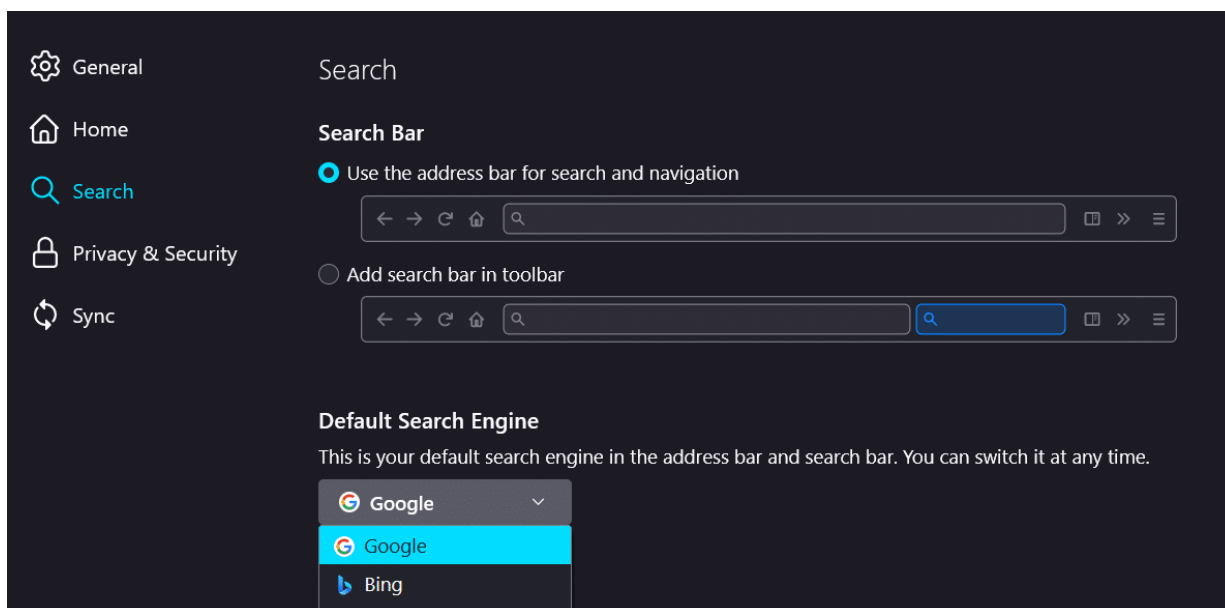 General
Home
Search
Privacy & Security
Sync
Search
Search Bar
Use the address bar for search and navigation
Add search bar in toolbar
Default Search Engine
This is your default search engine in the address bar and search bar. You can switch it at any time.
Google
Google
Bing